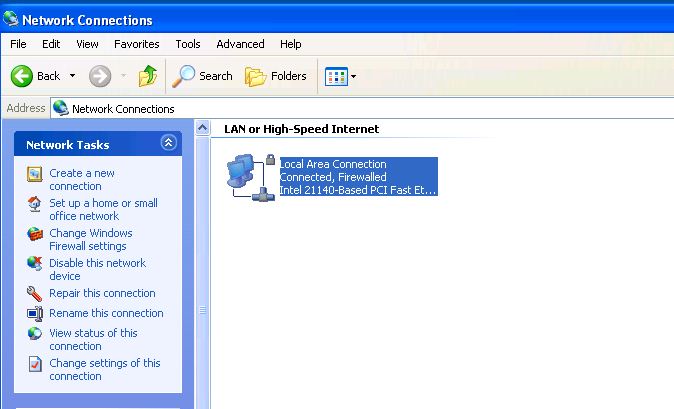 Network Connections
File Edit View Favorites Tools Advanced Help
Back Search Folders
Address Network Connections
Network Tasks
Create a new
connection
Set up a home or small
office network
Change Windows
Firewall settings
Disable this network
device
Repair this connection
Rename this connection
View status of this
connection
Change settings of this
connection
LAN or High-Speed Internet
Local Area Connection
Connected, Firewalled
Intel 21140-Based PCI Fast Et...